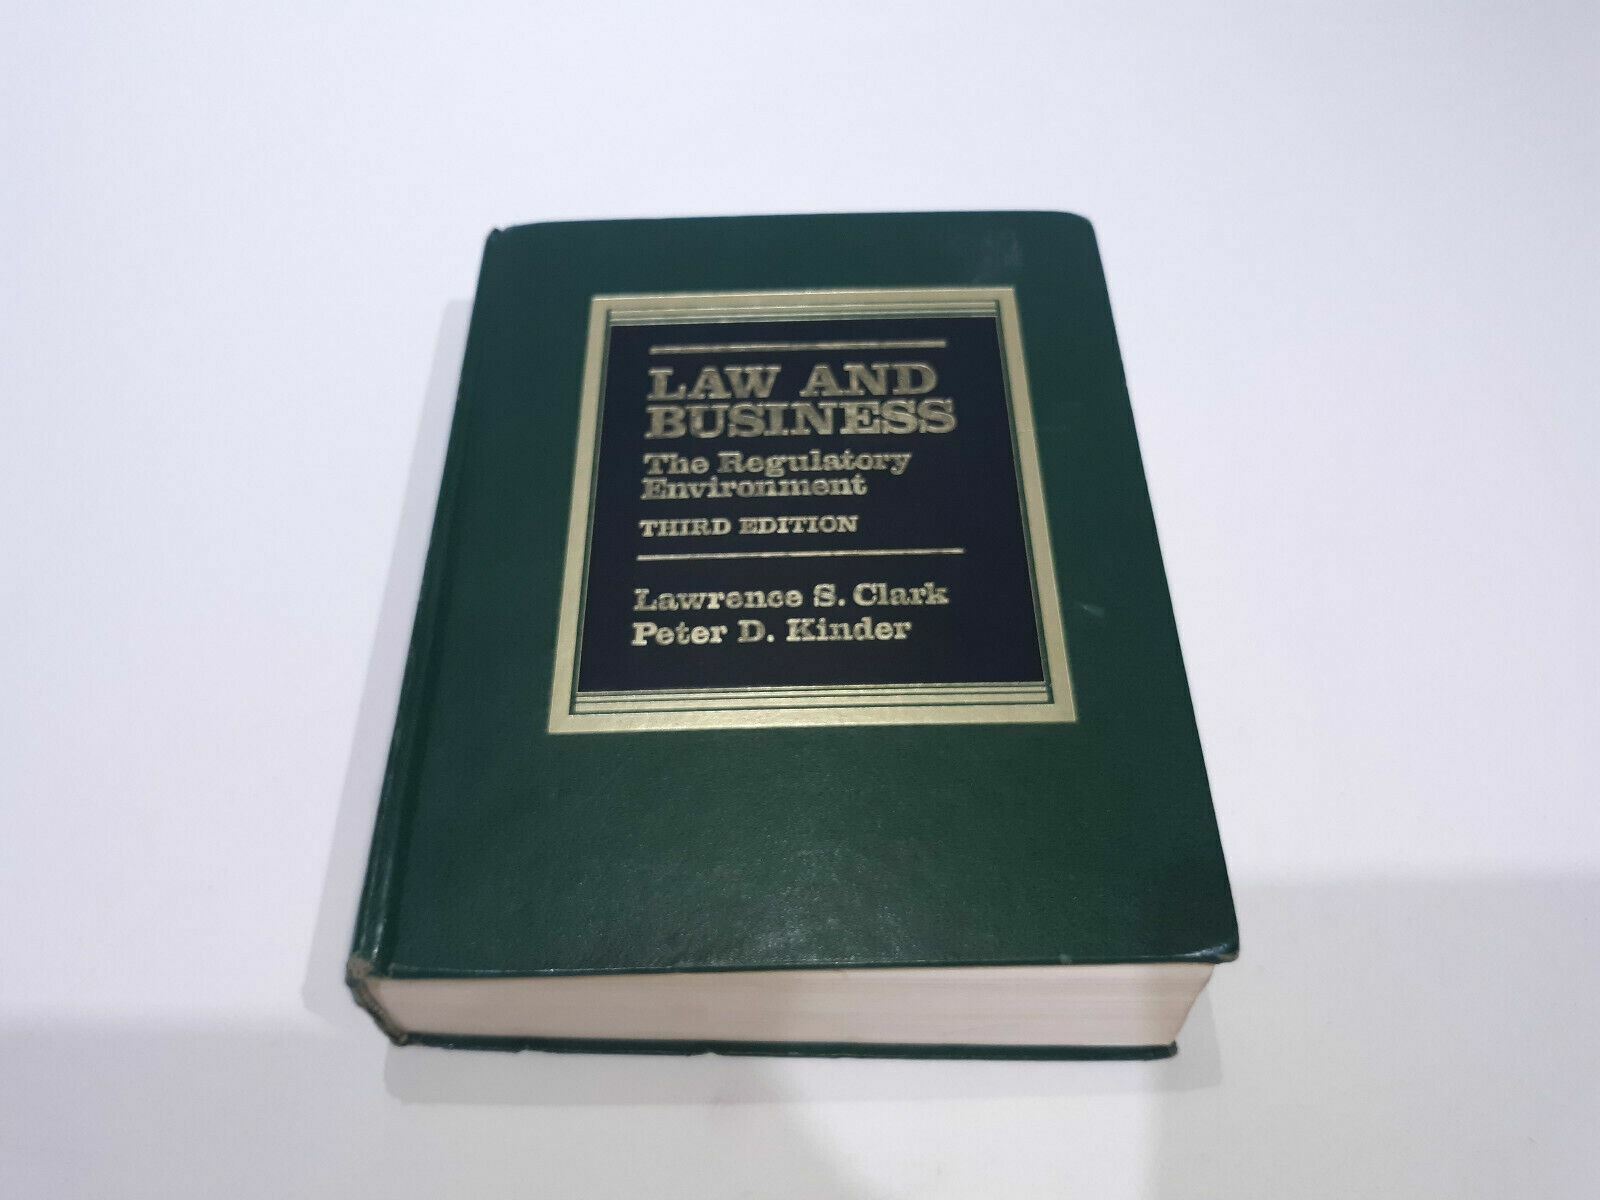 LAW AND
BUSINESS
The Regulatory
Environment
THIRD EDITION
Lawrence S. Clark
Peter D. Kinder